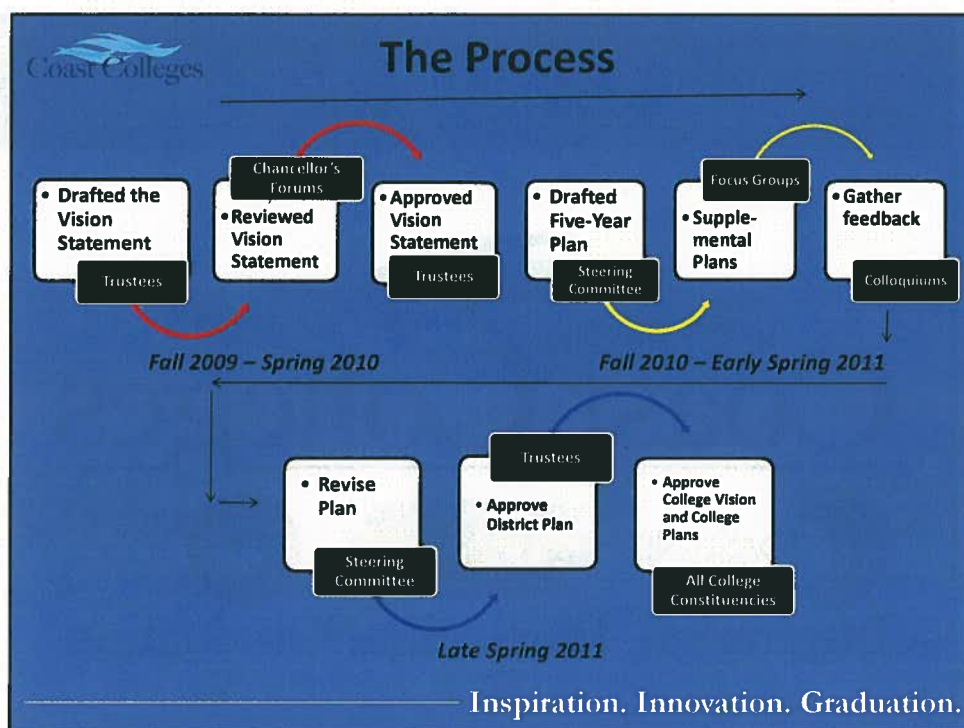 Coast Colleges
The Process
• Drafted the
Vision
Statement
Trustees
Chancellor's
Forums
• Reviewed
Vision
Statement
• Approved
Vision
Statement
Trustees
• Drafted
Five-Year
Plan
Steering
Committee
Focus Groups
• Supple-
mental
Plans
• Gather
feedback
Colloquiums
Fall 2009 – Spring 2010
Fall 2010 – Early Spring 2011
• Revise
Plan
Steering
Committee
Trustees
• Approve
District Plan
• Approve
College Vision
and College
Plans
All College
Constituencies
Late Spring 2011
Inspiration. Innovation. Graduation.